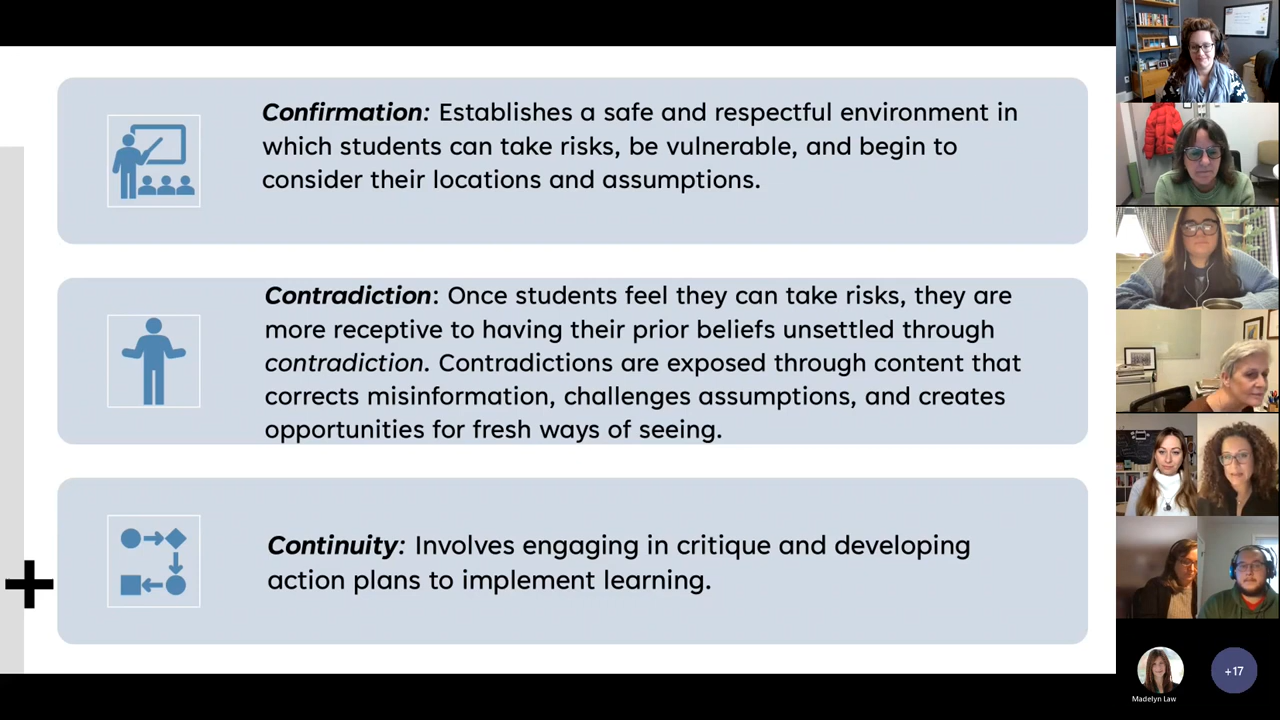 Confirmation: Establishes a safe and respectful environment in
which students can take risks, be vulnerable, and begin to
consider their locations and assumptions.
Contradiction: Once students feel they can take risks, they are
more receptive to having their prior beliefs unsettled through
contradiction. Contradictions are exposed through content that
corrects misinformation, challenges assumptions, and creates
opportunities for fresh ways of seeing.
Continuity: Involves engaging in critique and developing
action plans to implement learning.
Madelyn Law
+17